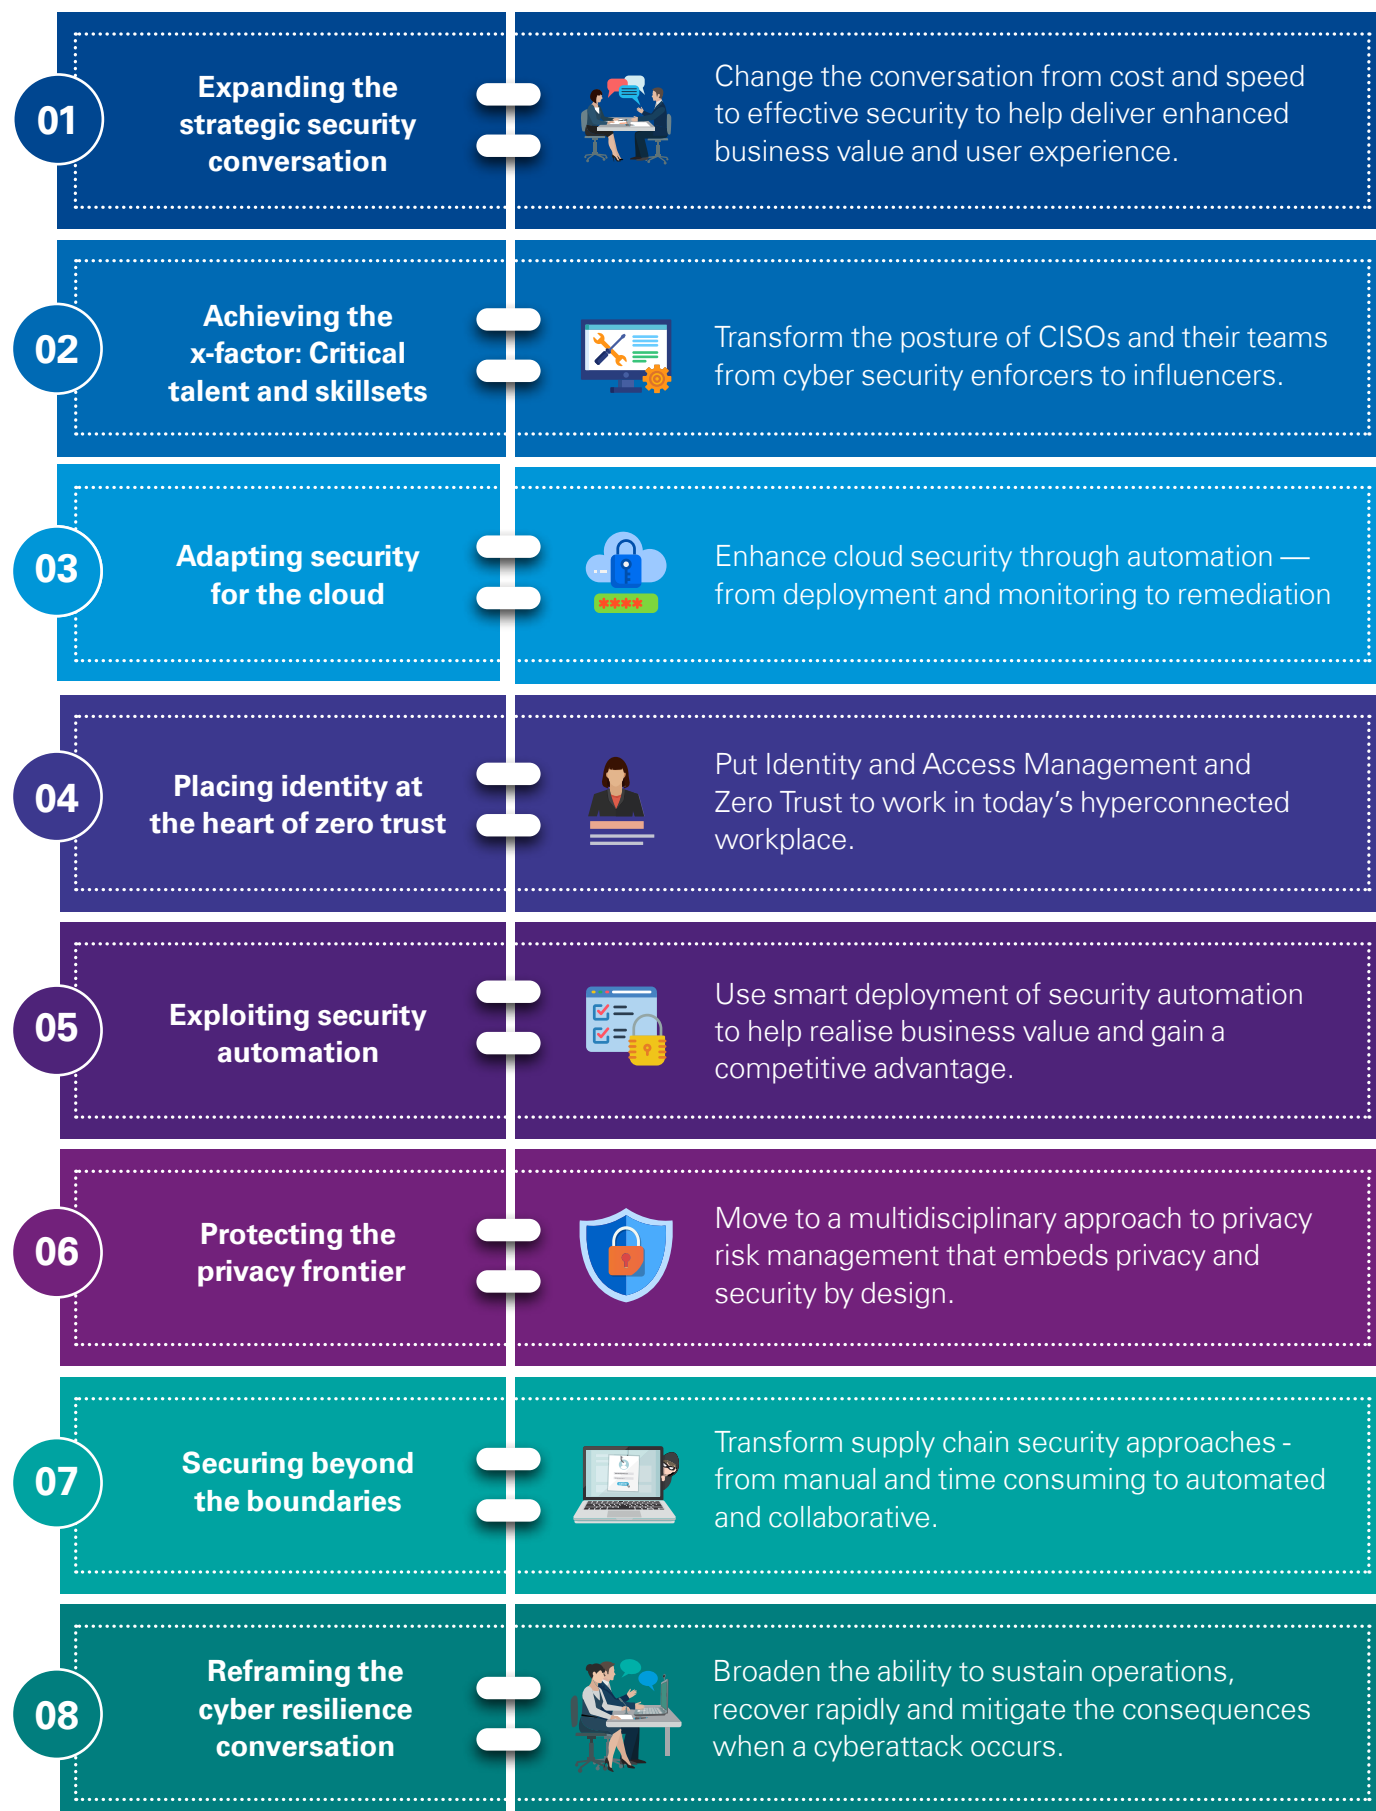 01
Expanding the
strategic security
conversation
Change the conversation from cost and speed
to effective security to help deliver enhanced
business value and user experience.
02
Achieving the
x-factor: Critical
talent and skillsets
Transform the posture of CISOs and their teams
from cyber security enforcers to influencers.
03
Adapting security
for the cloud
****
Enhance cloud security through automation —
from deployment and monitoring to remediation
04
Placing identity at
the heart of zero trust
Put Identity and Access Management and
Zero Trust to work in today's hyperconnected
workplace.
05
Exploiting security
automation
Use smart deployment of security automation
to help realise business value and gain a
competitive advantage.
06
Protecting the
privacy frontier
Move to a multidisciplinary approach to privacy
risk management that embeds privacy and
security by design.
07
Securing beyond
the boundaries
Transform supply chain security approaches -
from manual and time consuming to automated
and collaborative.
08
Reframing the
cyber resilience
conversation
Broaden the ability to sustain operations,
recover rapidly and mitigate the consequences
when a cyberattack occurs.